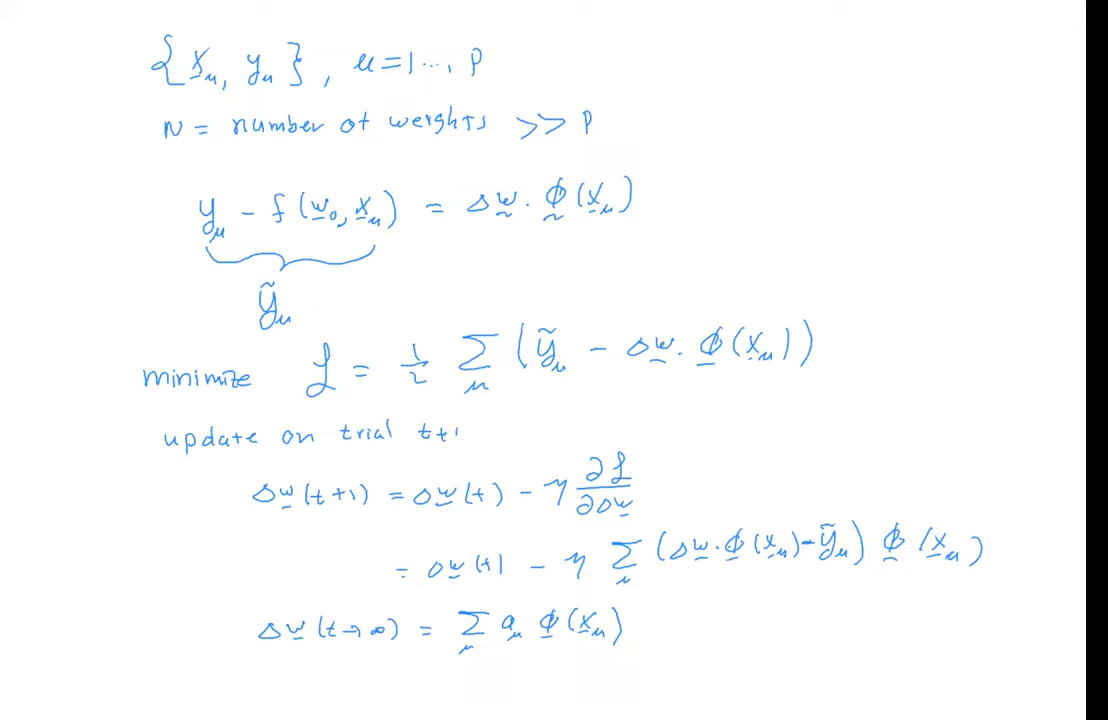 {x_μ, y_μ}, μ=1..., P
N = number of weights >> P
y_μ - f(w_0, x_μ) = Δw · ϕ(x_μ)
ỹ_μ
minimize ℒ = 1/2 Σ_μ (ỹ_μ - Δw · ϕ(x_μ))
update on trial t+1
Δw(t+1) = Δw(t) - η ∂ℒ/∂Δw
= Δw(t) - η Σ_μ (Δw · ϕ(x_μ) - ỹ_μ) ϕ(x_μ)
Δw(t→∞) = Σ_μ a_μ ϕ(x_μ)